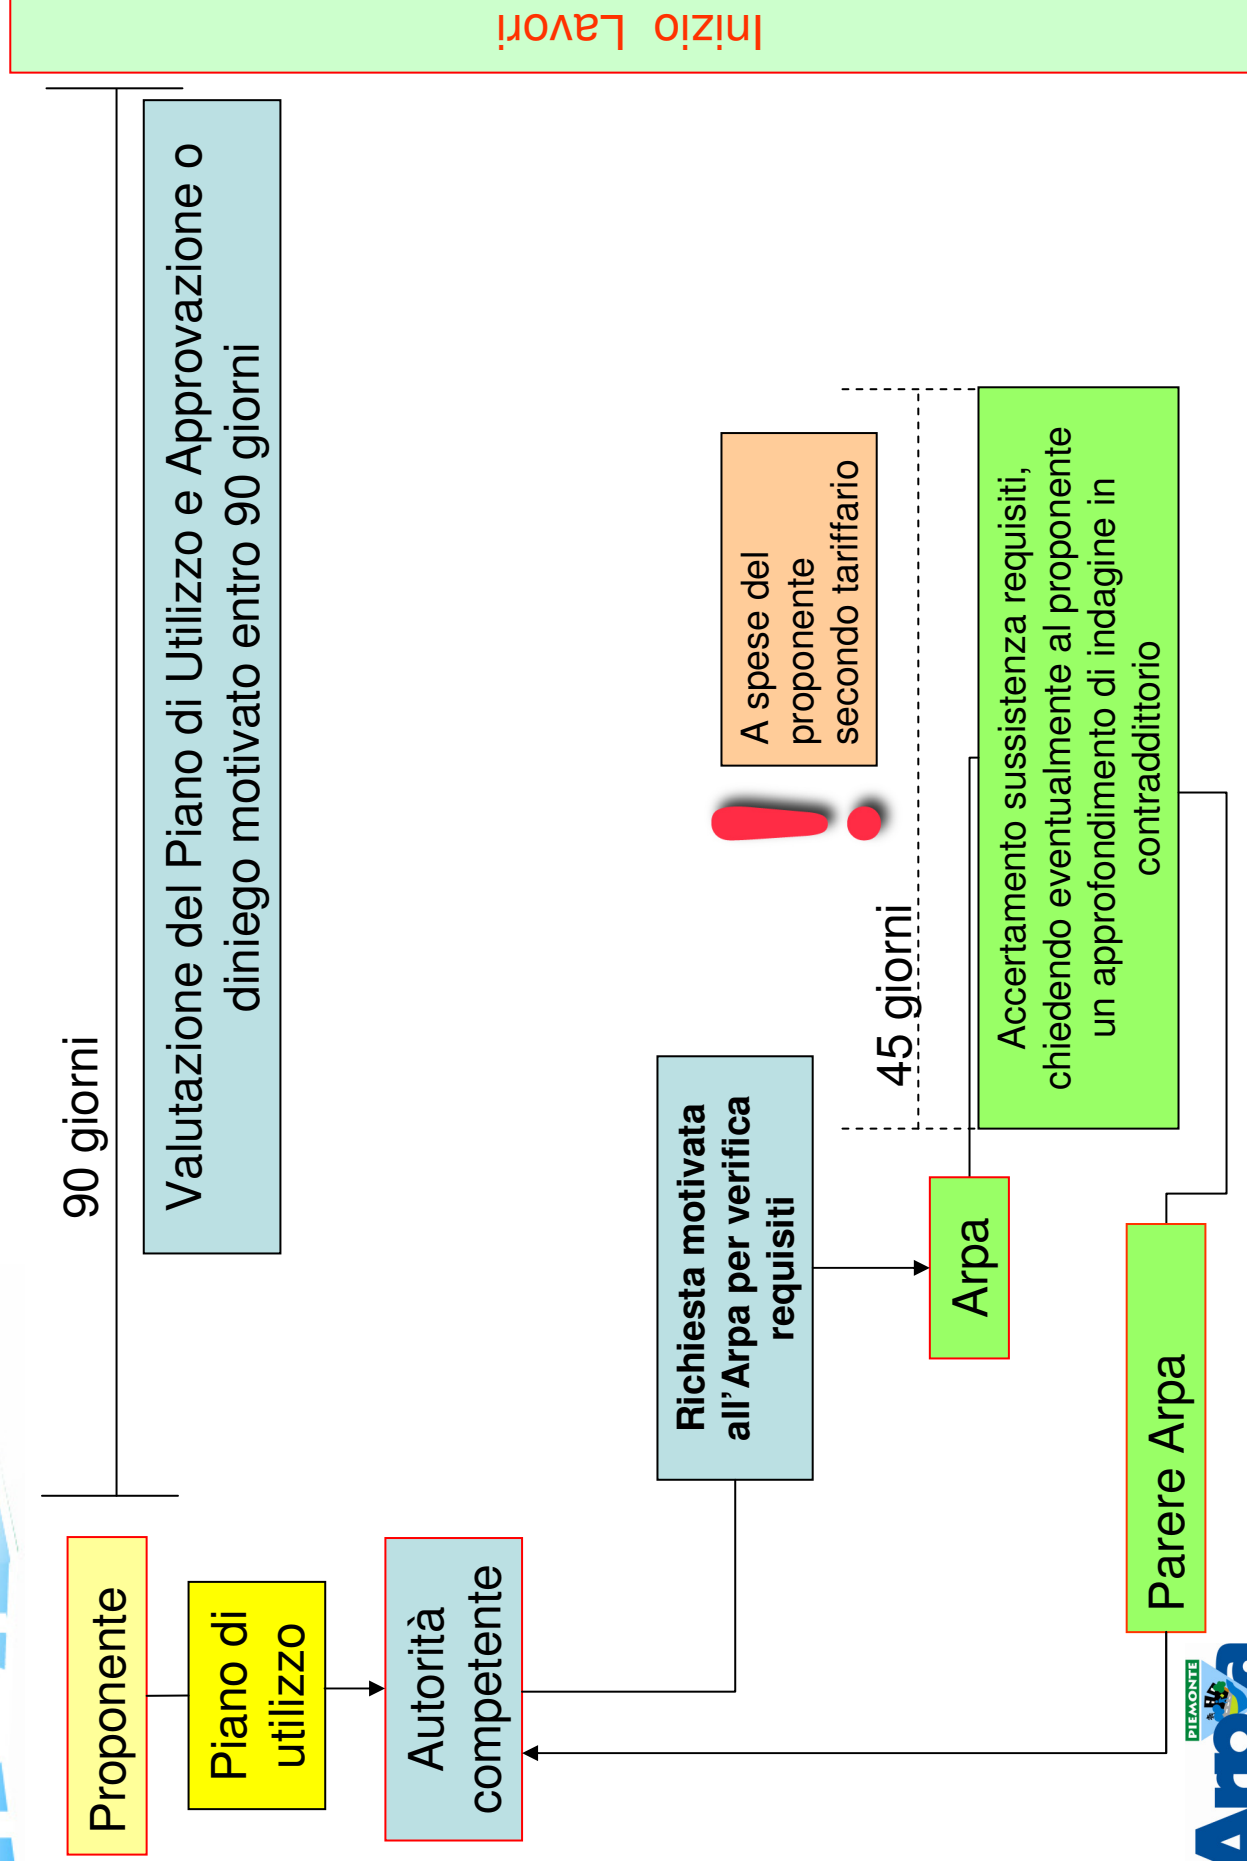 90 giorni
Proponente
Piano di
utilizzo
Valutazione del Piano di Utilizzo e Approvazione o
diniego motivato entro 90 giorni
Autorità
competente
Richiesta motivata
all'Arpa per verifica
requisiti
A spese del
proponente
secondo tariffario
45 giorni
Arpa
Accertamento sussistenza requisiti,
chiedendo eventualmente al proponente
un approfondimento di indagine in
contraddittorio
Parere Arpa
Inizio Lavori
PIEMONTE
Arpa